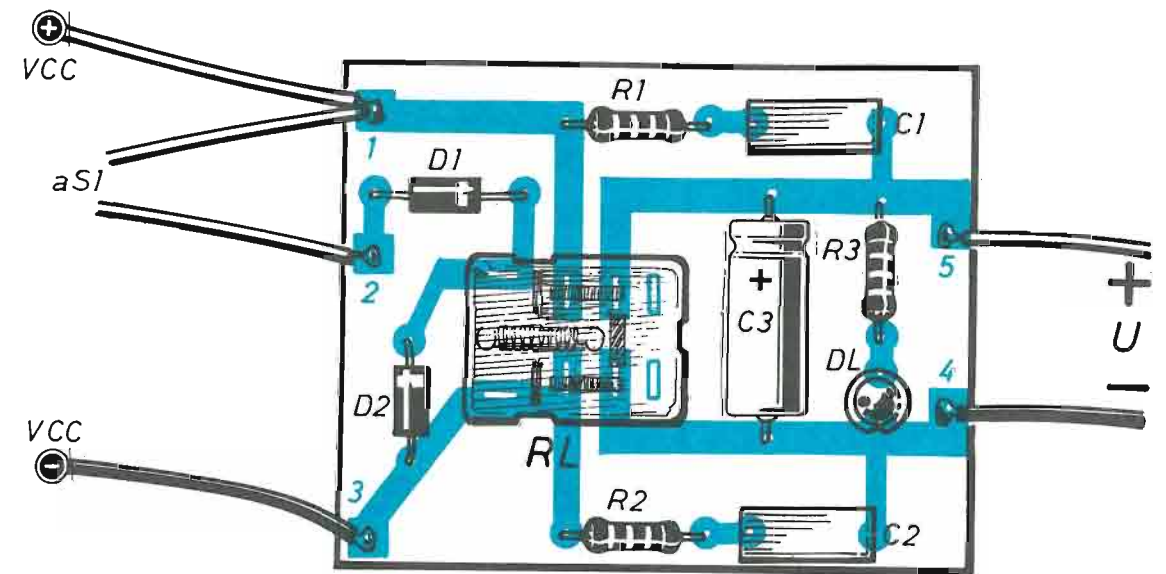 +
VCC
aS1
1
2
3
VCC
-
D1
D2
R1
C1
RL
+
C3
R3
DL
R2
C2
5
4
+
U
-